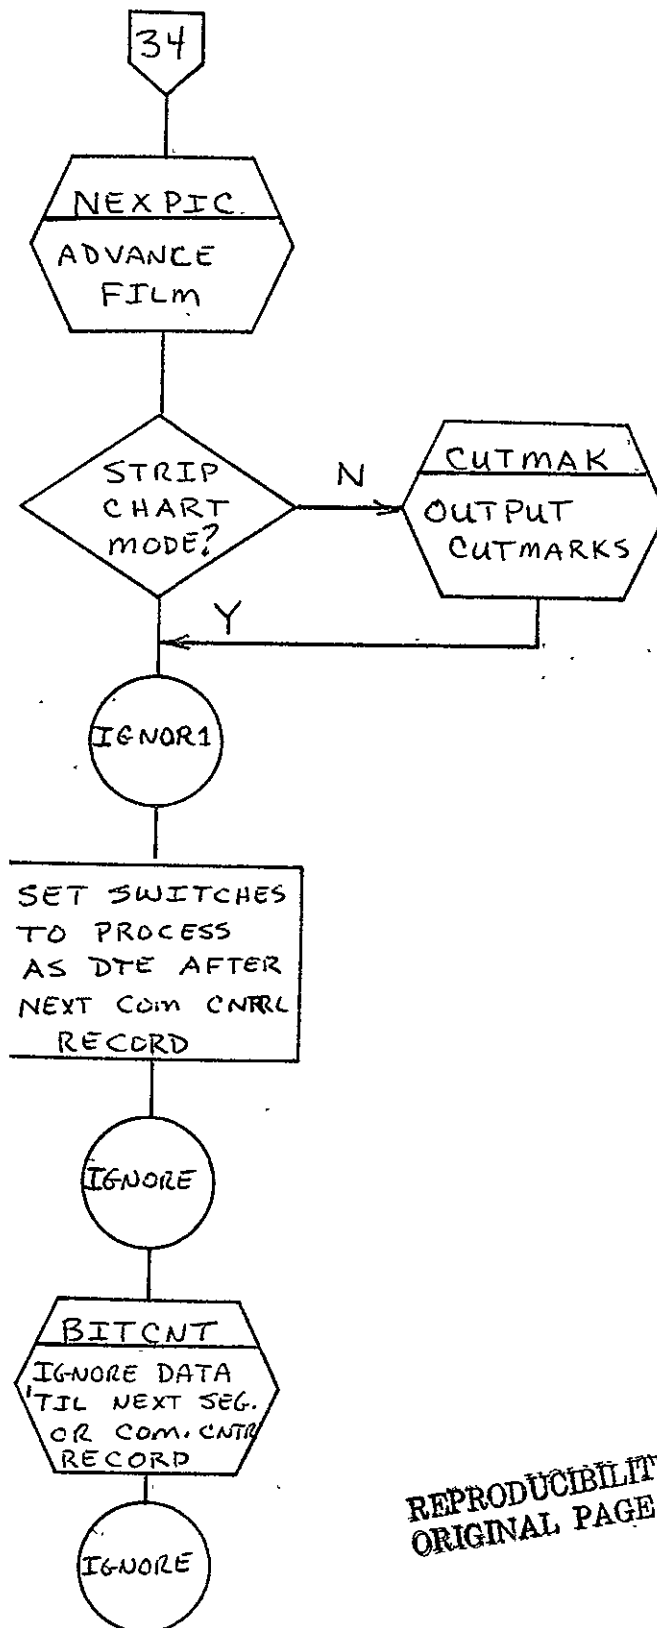 34
NEXPIC.
ADVANCE
FILM
STRIP
CHART
MODE?
N
CUTMAK
OUTPUT
CUTMARKS
Y
IGNOR1
SET SWITCHES
TO PROCESS
AS DTE AFTER
NEXT COM CNTRL
RECORD
IGNORE
BITCNT
IGNORE DATA
'TIL NEXT SEG.
OR COM. CNTR
RECORD
REPRODUCIBILIT
ORIGINAL PAGE
IGNORE